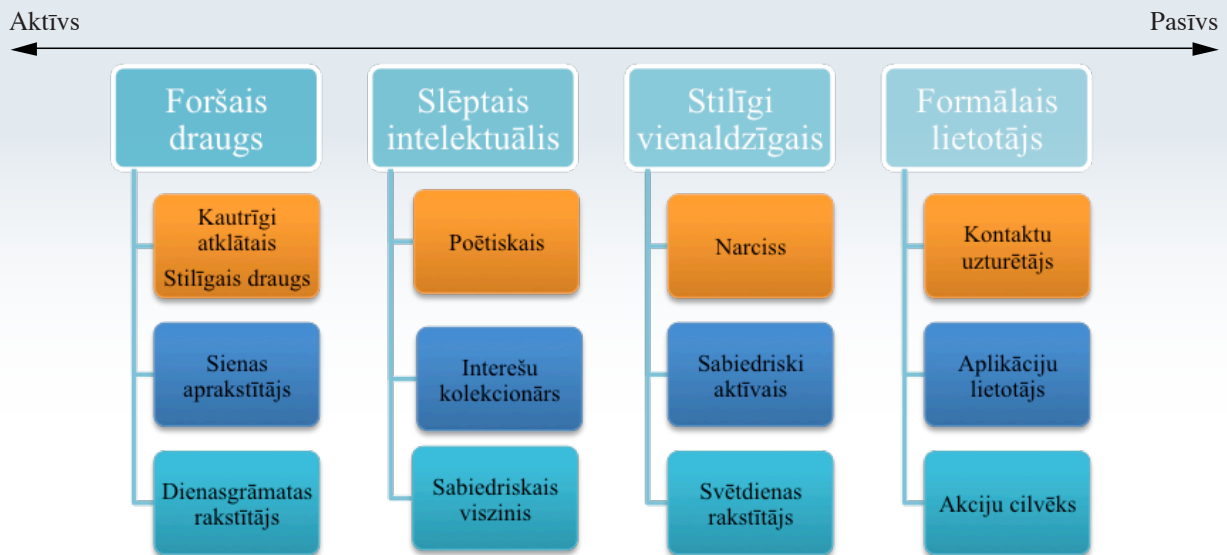 Aktīvs
Pasīvs
Foršais
draugs
Kautrīgi
atklātais
Stilīgais draugs
Sienas
aprakstītājs
Dienasgrāmatas
rakstītājs
Slēptais
intelektuālis
Poētiskais
Interešu
kolekcionārs
Sabiedriskais
viszinis
Stilīgi
vienaldzīgais
Narciss
Sabiedriski
aktīvais
Svētdienas
rakstītājs
Formālais
lietotājs
Kontaktu
uzturētājs
Aplikāciju
lietotājs
Akciju cilvēks